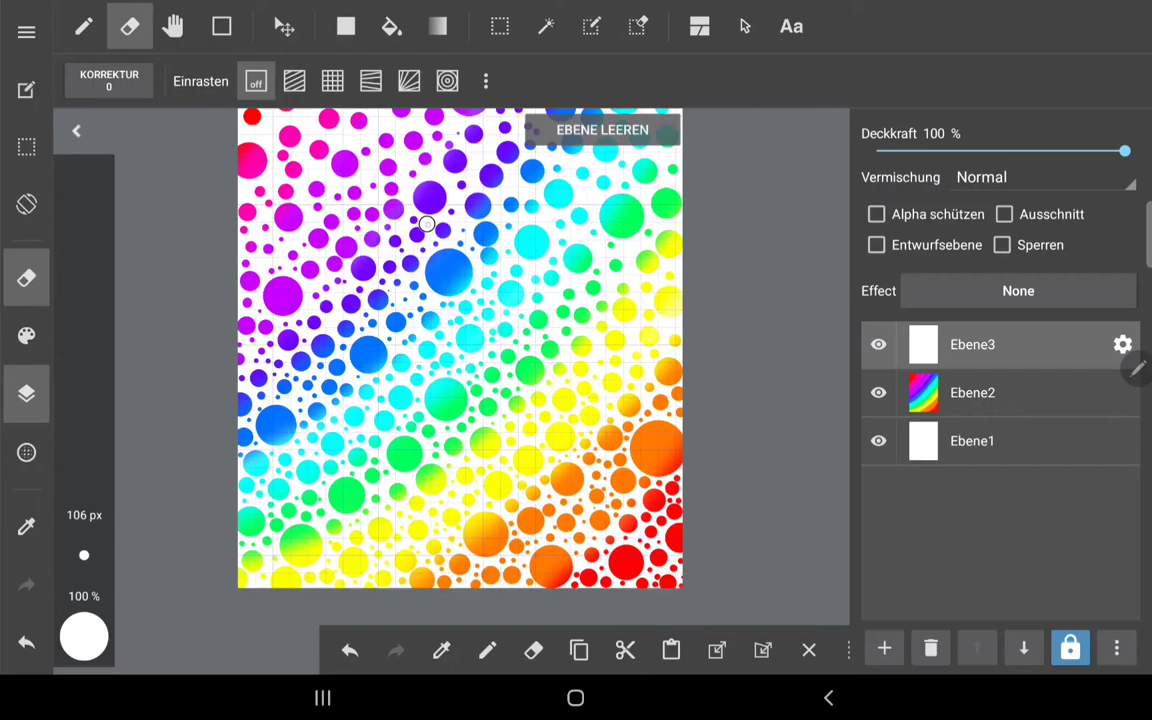 Aa
KORREKTUR
0
Einrasten
off
EBENE LEEREN
Deckkraft 100 %
Vermischung Normal
Alpha schützen Ausschnitt
Entwurfsebene Sperren
Effect None
Ebene3
Ebene2
Ebene1
106 px
100 %